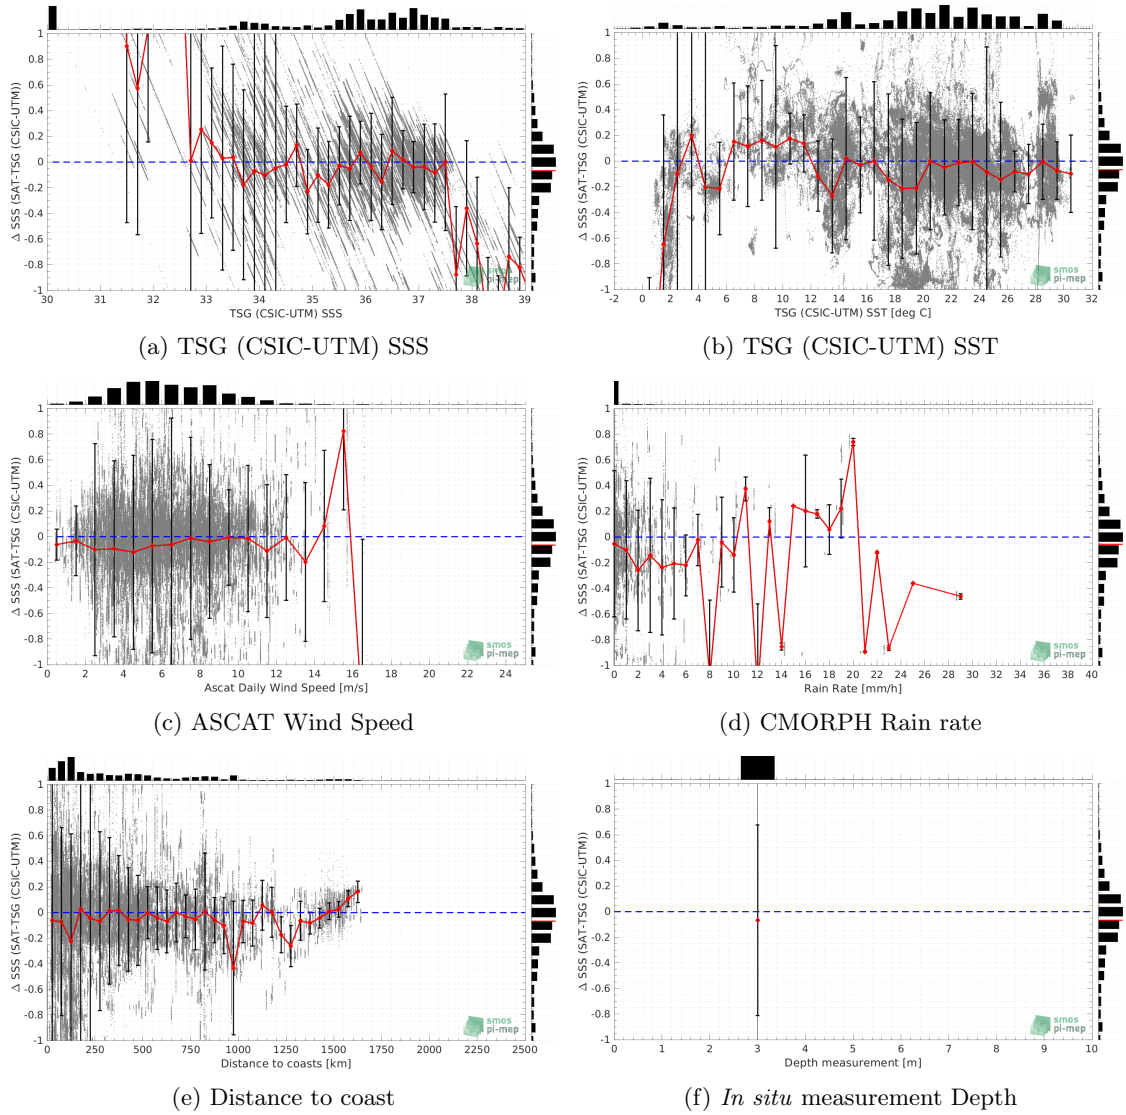 Δ SSS (SAT-TSG (CSIC-UTM))
1
0.8
0.6
0.4
0.2
0
-0.2
-0.4
-0.6
-0.8
-1
30 31 32 33 34 35 36 37 38 39
TSG (CSIC-UTM) SSS
smos
pi-mep
(a) TSG (CSIC-UTM) SSS
Δ SSS (SAT-TSG (CSIC-UTM))
1
0.8
0.6
0.4
0.2
0
-0.2
-0.4
-0.6
-0.8
-1
-2 0 2 4 6 8 10 12 14 16 18 20 22 24 26 28 30 32
TSG (CSIC-UTM) SST [deg C]
smos
pi-mep
(b) TSG (CSIC-UTM) SST
Δ SSS (SAT-TSG (CSIC-UTM))
1
0.8
0.6
0.4
0.2
0
-0.2
-0.4
-0.6
-0.8
-1
0 2 4 6 8 10 12 14 16 18 20 22 24
Ascat Daily Wind Speed [m/s]
smos
pi-mep
(c) ASCAT Wind Speed
Δ SSS (SAT-TSG (CSIC-UTM))
1
0.8
0.6
0.4
0.2
0
-0.2
-0.4
-0.6
-0.8
-1
0 2 4 6 8 10 12 14 16 18 20 22 24 26 28 30 32 34 36 38 40
Rain Rate [mm/h]
smos
pi-mep
(d) CMORPH Rain rate
Δ SSS (SAT-TSG (CSIC-UTM))
1
0.8
0.6
0.4
0.2
0
-0.2
-0.4
-0.6
-0.8
-1
0 250 500 750 1000 1250 1500 1750 2000 2250 2500
Distance to coasts [km]
smos
pi-mep
(e) Distance to coast
Δ SSS (SAT-TSG (CSIC-UTM))
1
0.8
0.6
0.4
0.2
0
-0.2
-0.4
-0.6
-0.8
-1
0 1 2 3 4 5 6 7 8 9 10
Depth measurement [m]
smos
pi-mep
(f) In situ measurement Depth